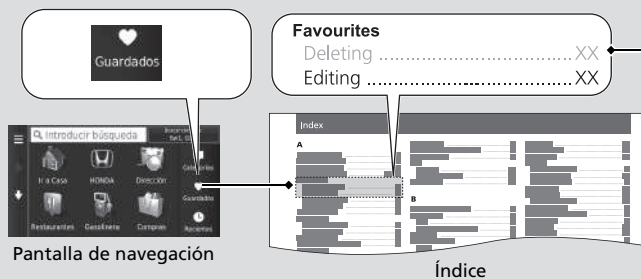 Guardados
Favourites
Deleting ........................................ XX
Editing ............................................ XX
Introducir búsqueda
Categorías
Ir a Casa
HONDA
Dirección
Guardados
Restaurantes
Gasolinera
Compras
Recientes
Pantalla de navegación
Index
A
B
Índice